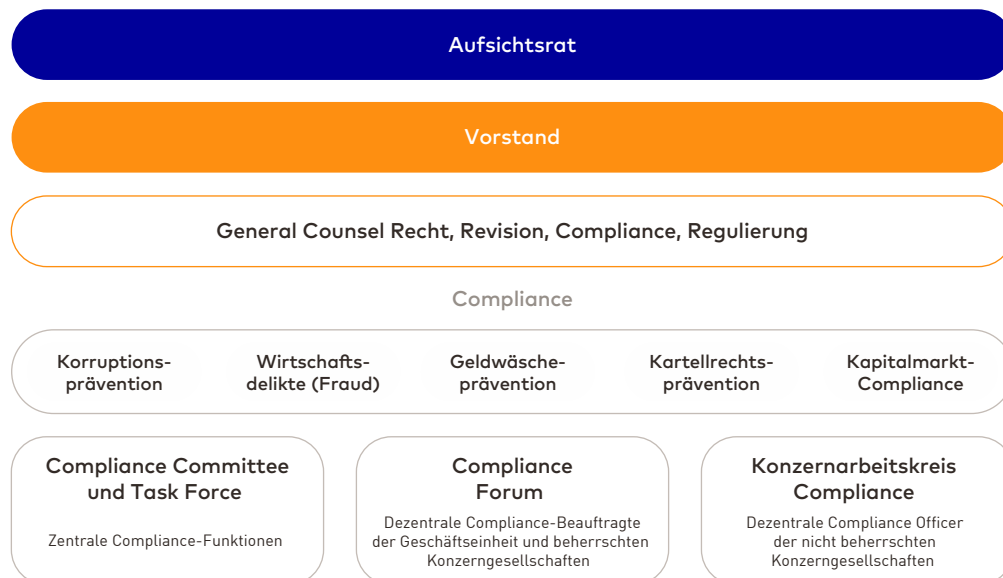 Aufsichtsrat
Vorstand
General Counsel Recht, Revision, Compliance, Regulierung
Compliance
Korruptions-
prävention
Wirtschafts-
delikte (Fraud)
Geldwäsche-
prävention
Kartellrechts-
prävention
Kapitalmarkt-
Compliance
Compliance Committee
und Task Force
Zentrale Compliance-Funktionen
Compliance
Forum
Dezentrale Compliance-Beauftragte
der Geschäftseinheit und beherrschten
Konzerngesellschaften
Konzernarbeitskreis
Compliance
Dezentrale Compliance Officer
der nicht beherrschten
Konzerngesellschaften